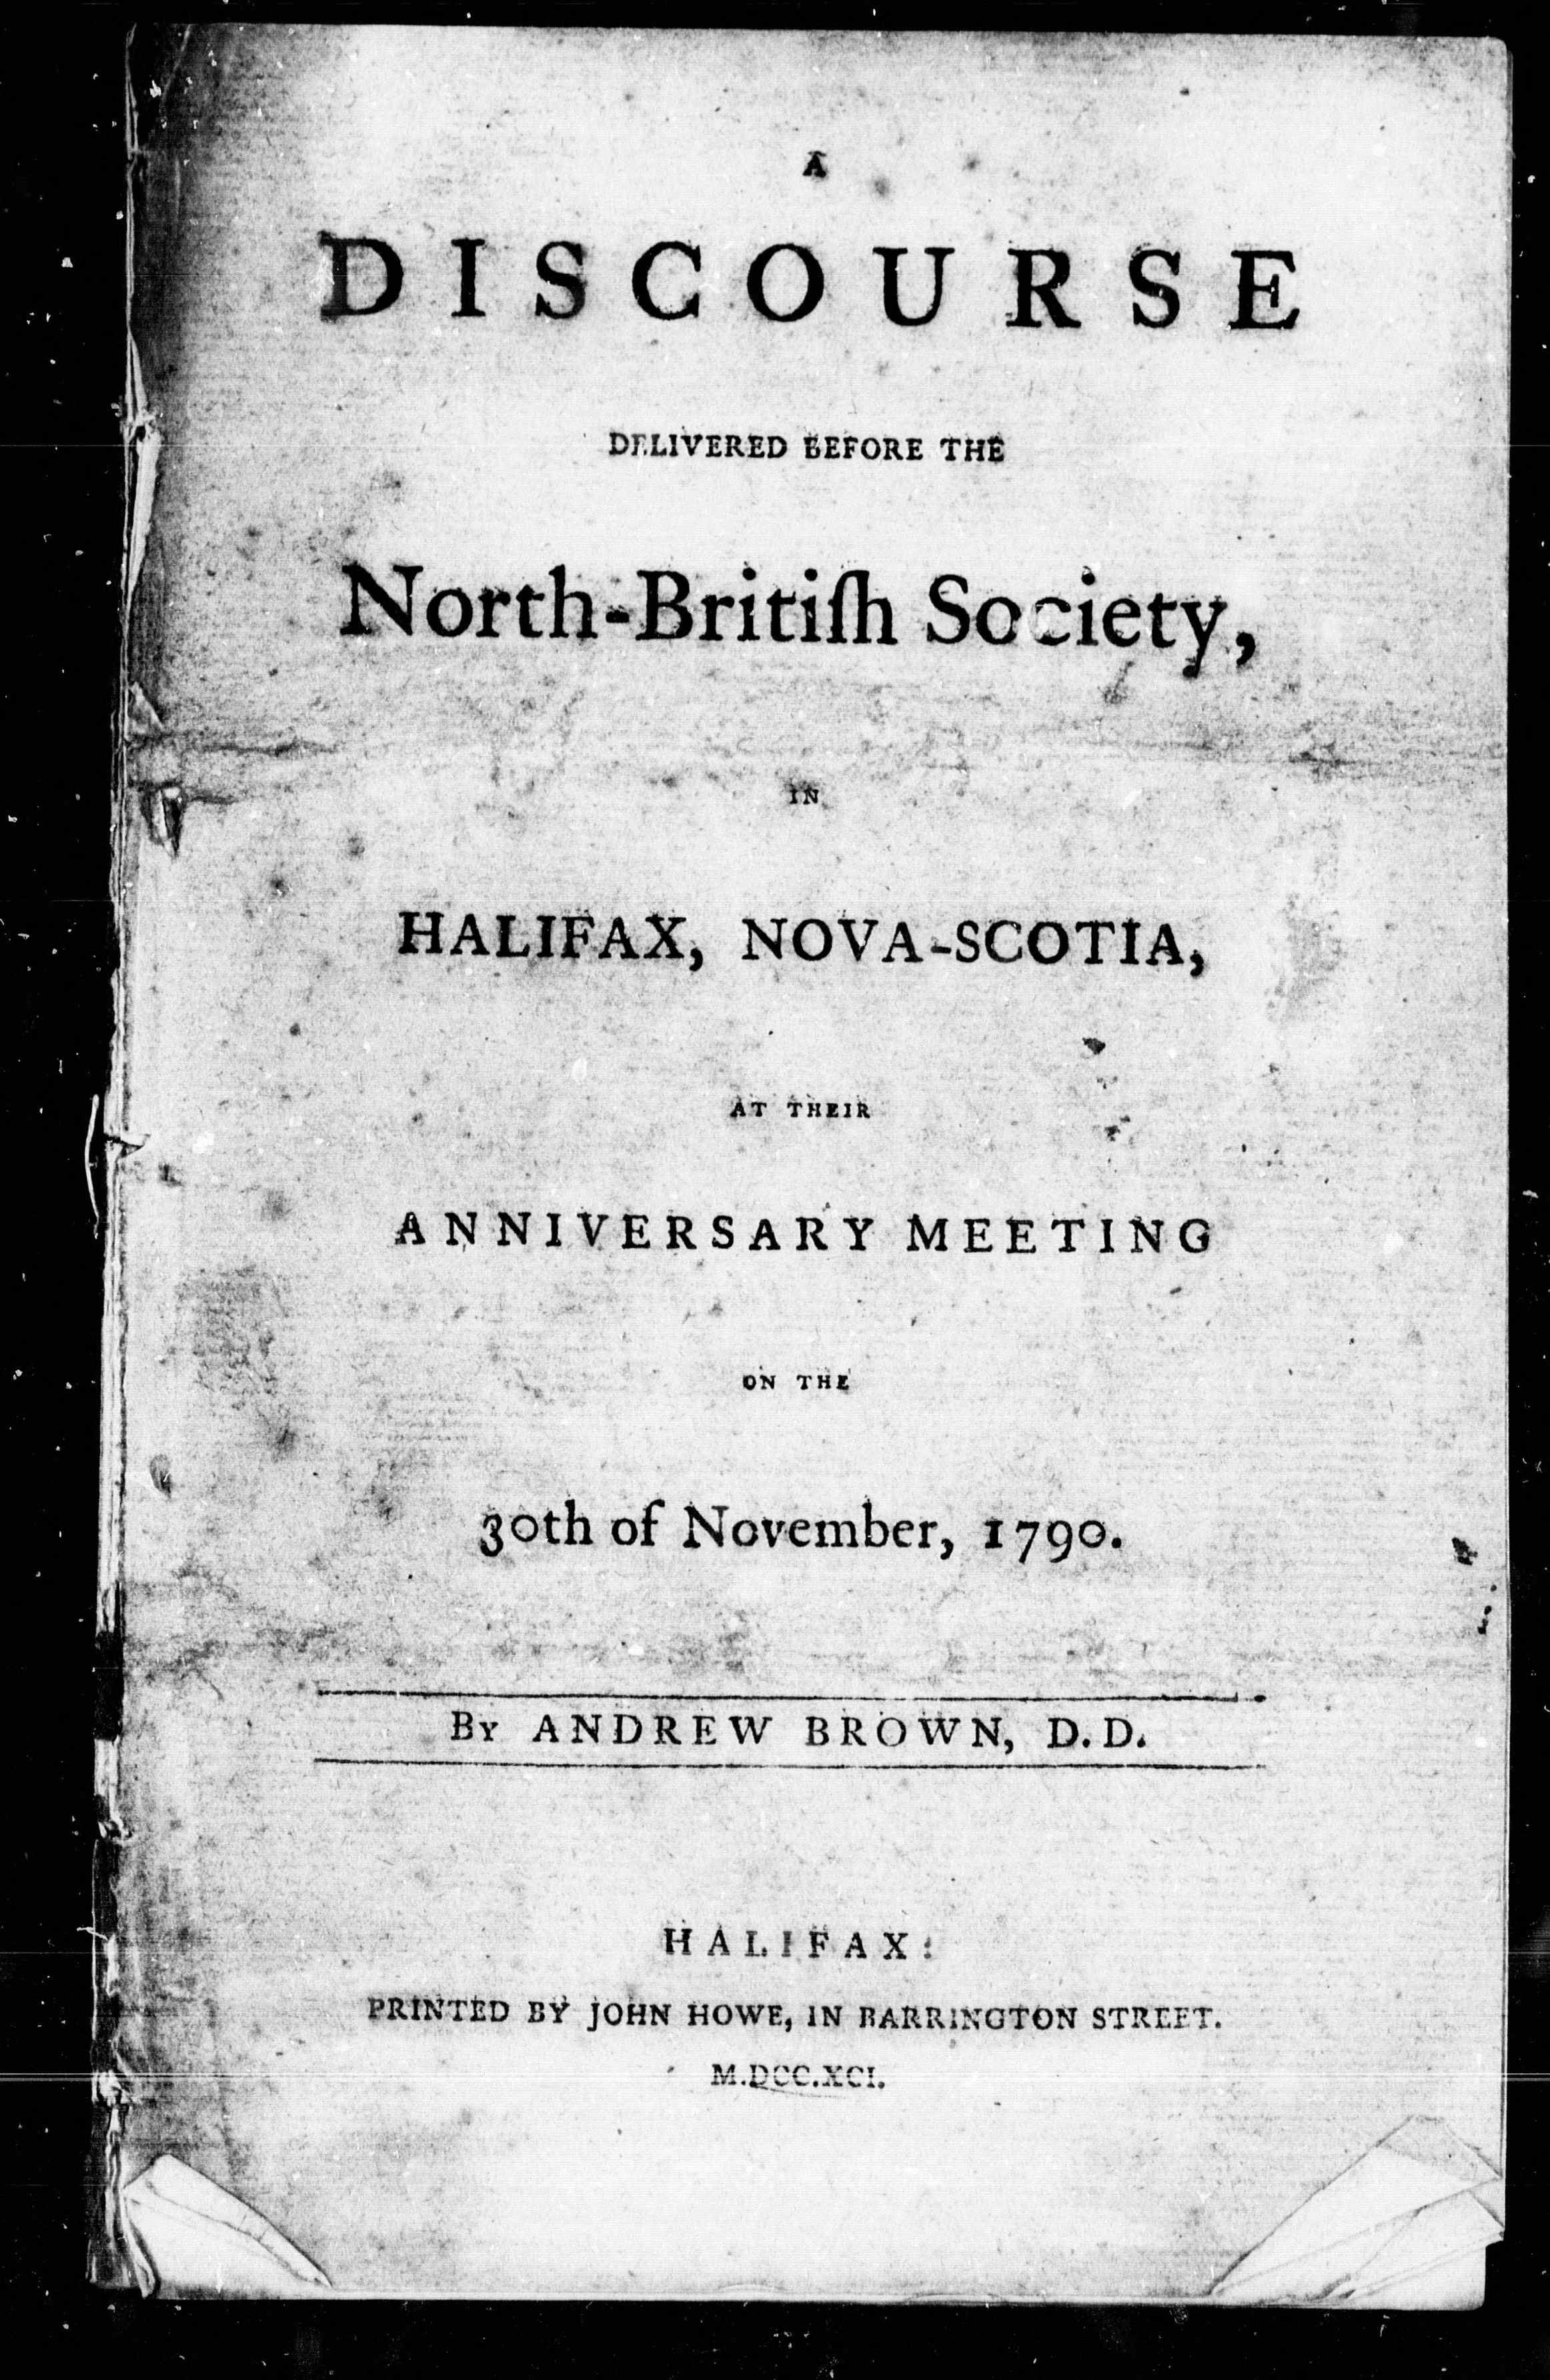 A
DISCOURSE
DELIVERED BEFORE THE
North-Britiſh Society,
IN
HALIFAX, NOVA-SCOTIA,
AT THEIR
ANNIVERSARY MEETING
ON THE
30th of November, 1790.
By ANDREW BROWN, D.D.
HALIFAX:
PRINTED BY JOHN HOWE, IN BARRINGTON STREET.
M.DCC.XCI.